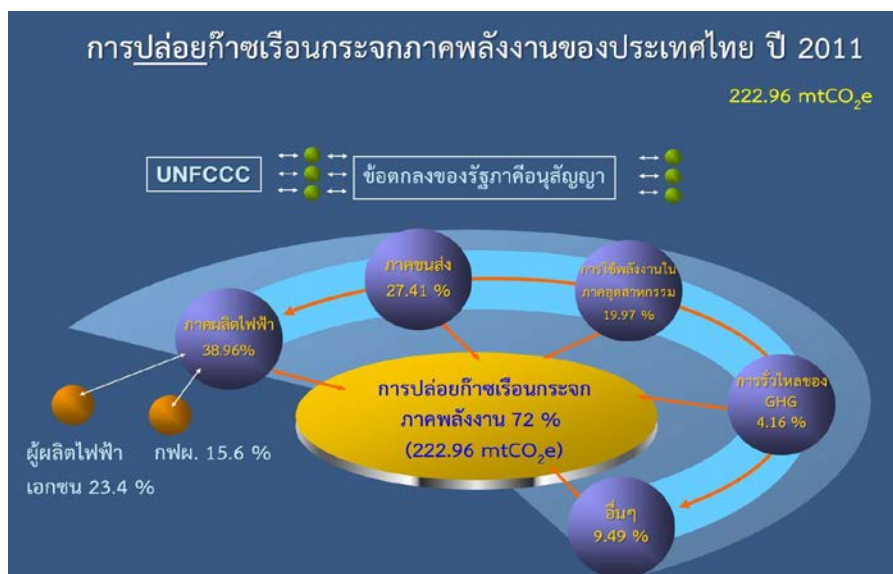 การปล่อยก๊าซเรือนกระจกภาคพลังงานของประเทศไทย ปี 2011
222.96 mtCO₂e
UNFCCC
ข้อตกลงของรัฐภาคีอนุสัญญา
ภาคขนส่ง
27.41 %
การใช้พลังงานใน
ภาคอุตสาหกรรม
19.97 %
ภาคผลิตไฟฟ้า
38.96%
การรั่วไหลของ
GHG
4.16 %
การปล่อยก๊าซเรือนกระจก
ภาคพลังงาน 72 %
(222.96 mtCO₂e)
ผู้ผลิตไฟฟ้า
เอกชน 23.4 %
กฟผ. 15.6 %
อื่นๆ
9.49 %